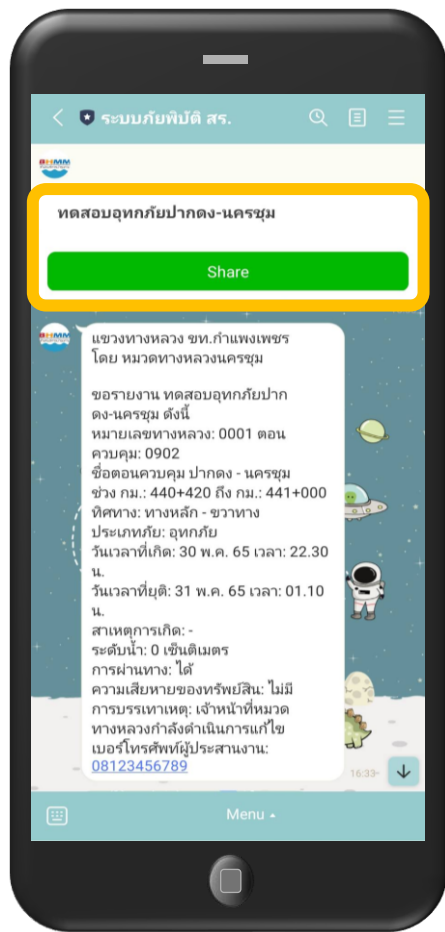 ระบบภัยพิบัติ สร.
BHMM
ทดสอบอุทกภัยปากดง-นครชุม
Share
BHMM
แขวงทางหลวง ขท.กำแพงเพชร
โดย หมวดทางหลวงนครชุม
ขอรายงาน ทดสอบอุทกภัยปาก
ดง-นครชุม ดังนี้
หมายเลขทางหลวง: 0001 ตอน
ควบคุม: 0902
ชื่อตอนควบคุม ปากดง - นครชุม
ช่วง กม.: 440+420 ถึง กม.: 441+000
ทิศทาง: ทางหลัก - ขวาทาง
ประเภทภัย: อุทกภัย
วันเวลาที่เกิด: 30 พ.ค. 65 เวลา: 22.30
น.
วันเวลาที่ยุติ: 31 พ.ค. 65 เวลา: 01.10
น.
สาเหตุการเกิด: -
ระดับน้ำ: 0 เซ็นติเมตร
การผ่านทาง: ได้
ความเสียหายของทรัพย์สิน: ไม่มี
การบรรเทาเหตุ: เจ้าหน้าที่หมวด
ทางหลวงกำลังดำเนินการแก้ไข
เบอร์โทรศัพท์ผู้ประสานงาน:
08123456789
16:33
Menu